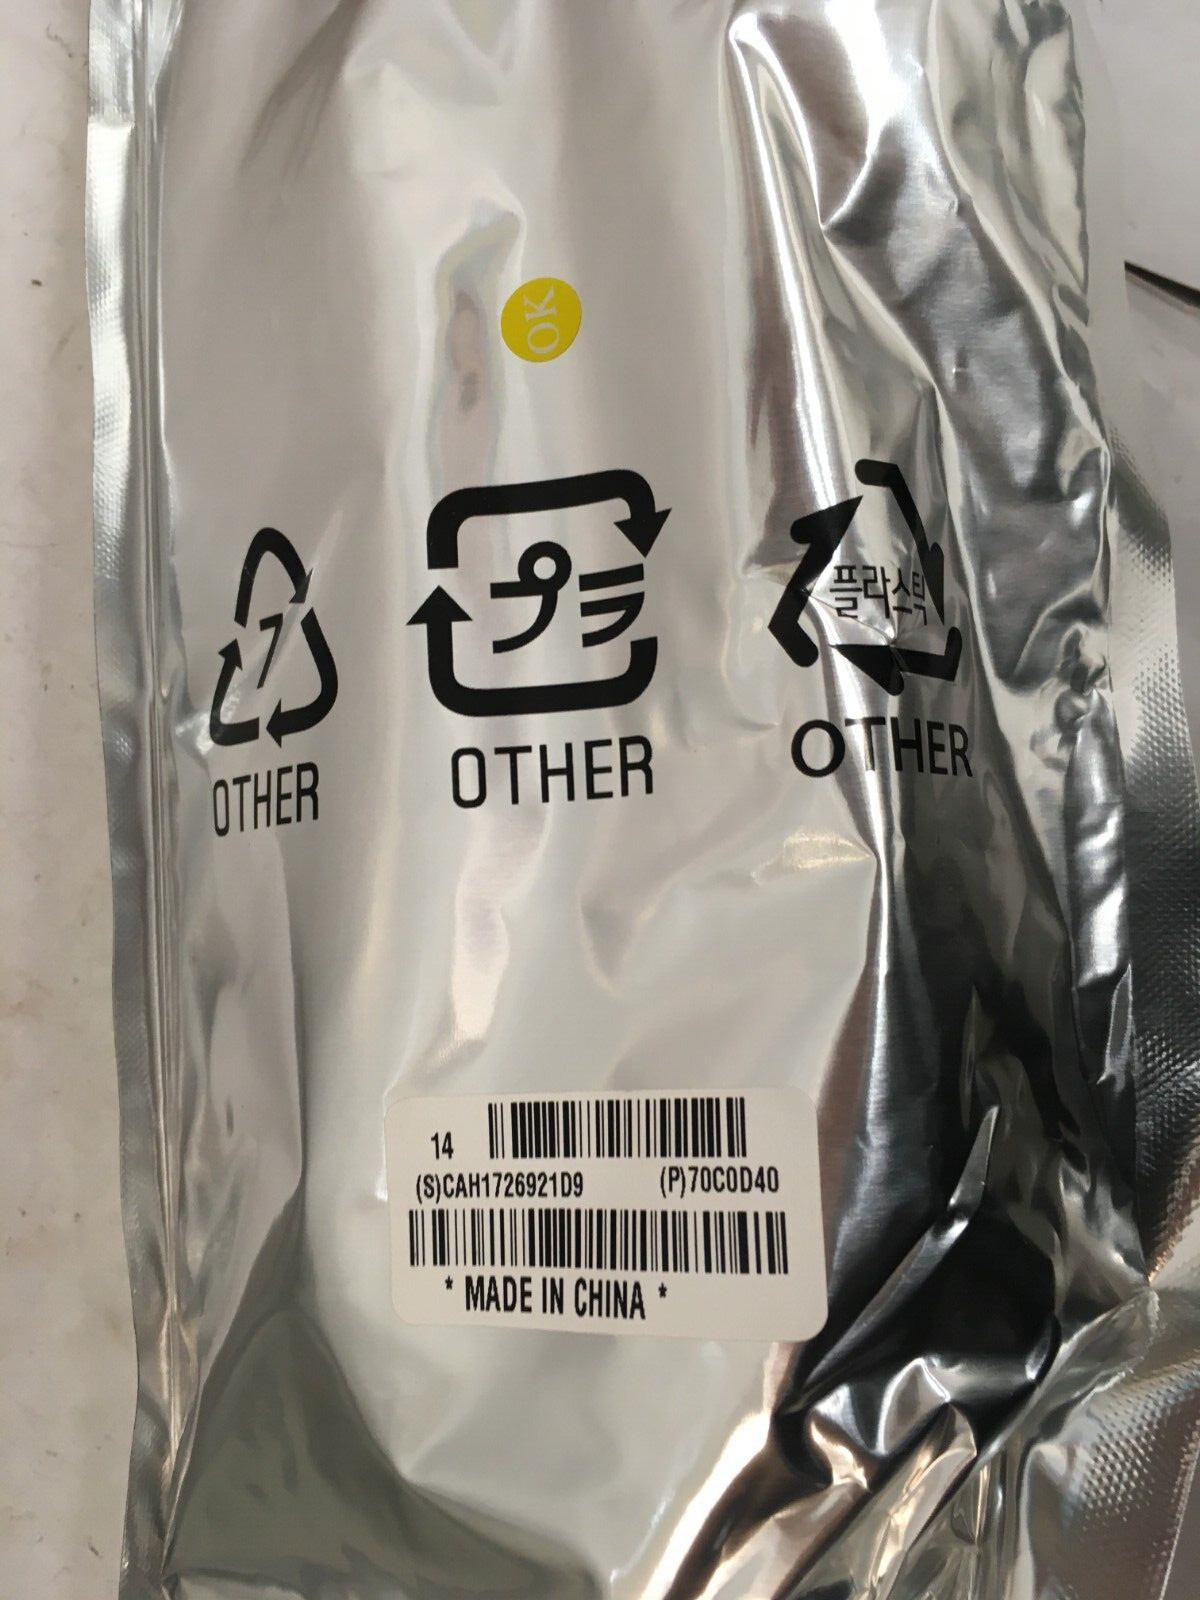 OK
7
OTHER
プラ
OTHER
플라스틱
OTHER
14
(S)CAH1726921D9 (P)70C0D40
* MADE IN CHINA *